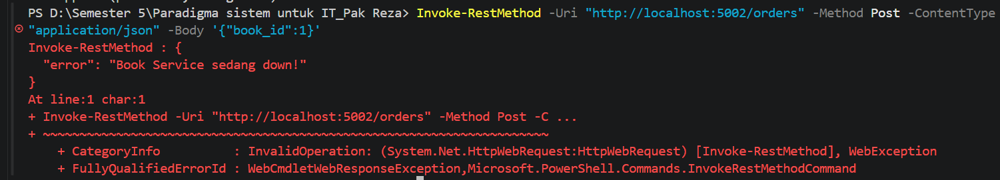 PS D:\Semester 5\Paradigma sistem untuk IT_Pak Reza> Invoke-RestMethod -Uri "http://localhost:5002/orders" -Method Post -ContentType
"application/json" -Body '{"book_id":1}'
Invoke-RestMethod : {
  "error": "Book Service sedang down!"
}
At line:1 char:1
+ Invoke-RestMethod -Uri "http://localhost:5002/orders" -Method Post -C ...
+ ~~~~~~~~~~~~~~~~~~~~~~~~~~~~~~~~~~~~~~~~~~~~~~~~~~~~~~~~~~~~~~~~~~~~~
    + CategoryInfo          : InvalidOperation: (System.Net.HttpWebRequest:HttpWebRequest) [Invoke-RestMethod], WebException
    + FullyQualifiedErrorId : WebCmdletWebResponseException,Microsoft.PowerShell.Commands.InvokeRestMethodCommand